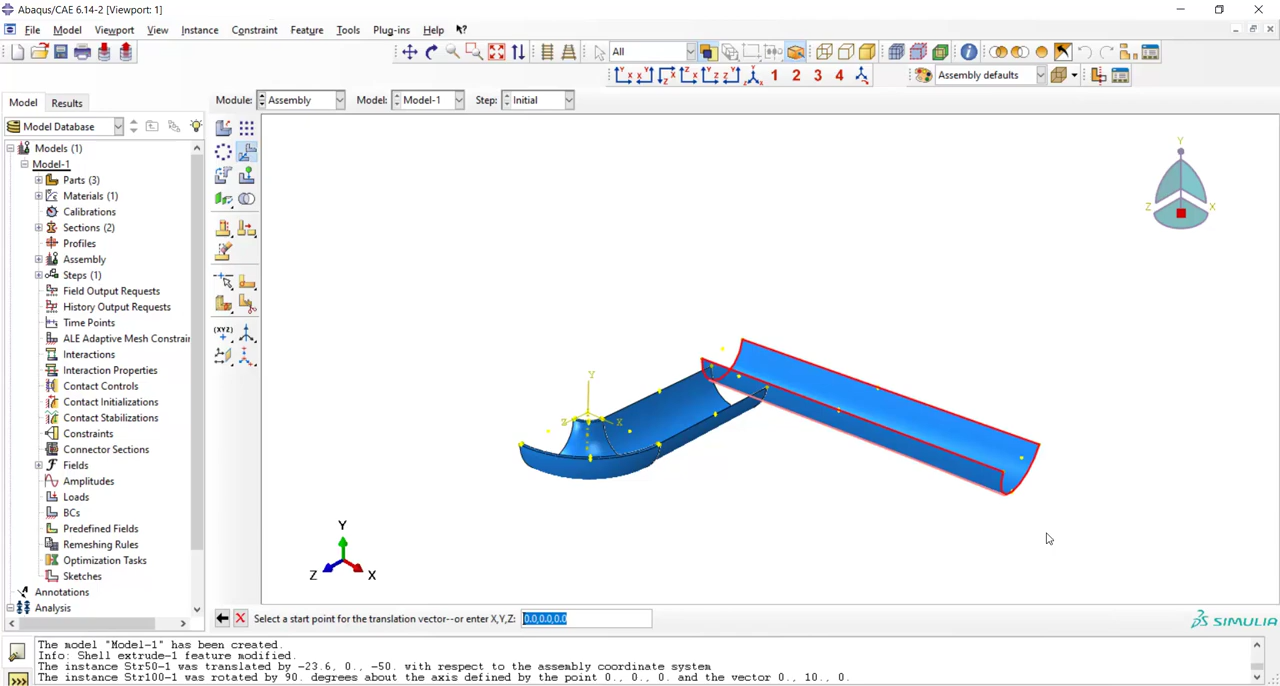 Abaqus/CAE 6.14-2 [Viewport: 1]
File Model Viewport View Instance Constraint Feature Tools Plug-ins Help
All
1 2 3 4 Assembly defaults
Model Results Module: Assembly Model: Model-1 Step: Initial
Model Database
Models (1)
Model-1
Parts (3)
Materials (1)
Calibrations
Sections (2)
Profiles
Assembly
Steps (1)
Field Output Requests
History Output Requests
Time Points
ALE Adaptive Mesh Constrai
Interactions
Interaction Properties
Contact Controls
Contact Initializations
Contact Stabilizations
Constraints
Connector Sections
Fields
Amplitudes
Loads
BCs
Predefined Fields
Remeshing Rules
Optimization Tasks
Sketches
Annotations
Analysis
(XYZ)
Y
Z X
Y
Z X
Y
Z X
Select a start point for the translation vector--or enter X,Y,Z: 0.0,0.0,0.0
SIMULIA
The model "Model-1" has been created.
Info: Shell extrude-1 feature modified.
The instance Str50-1 was translated by -23.6, 0., -50. with respect to the assembly coordinate system
The instance Str100-1 was rotated by 90. degrees about the axis defined by the point 0., 0., 0. and the vector 0., 10., 0.